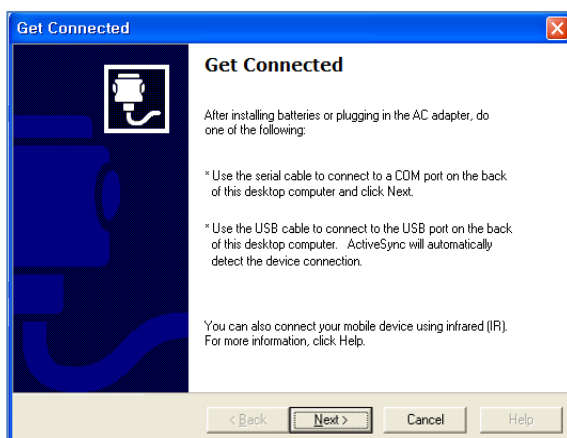 Get Connected
Get Connected
After installing batteries or plugging in the AC adapter, do
one of the following:
* Use the serial cable to connect to a COM port on the back
of this desktop computer and click Next.
* Use the USB cable to connect to the USB port on the back
of this desktop computer.  ActiveSync will automatically
detect the device connection.
You can also connect your mobile device using infrared (IR).
For more information, click Help.
< Back
Next >
Cancel
Help